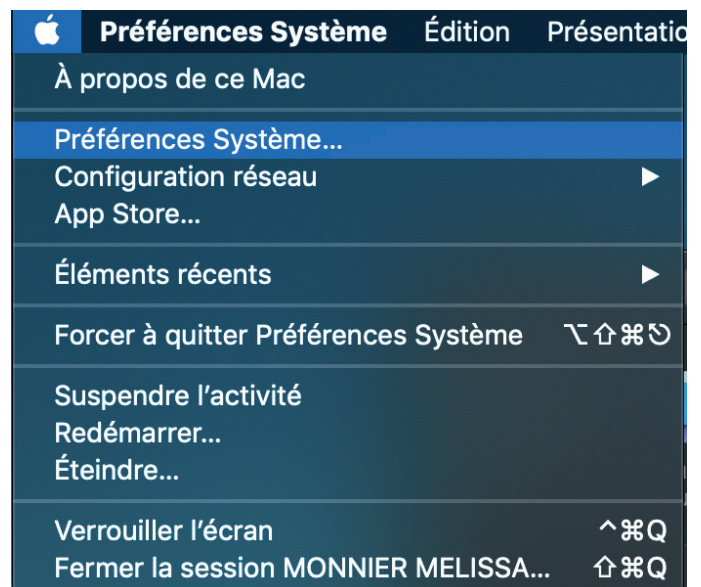 Préférences Système Édition
À propos de ce Mac
Préférences Système...
Configuration réseau ▶
App Store...
Éléments récents ▶
Forcer à quitter Préférences Système ⌥⇧⌘⎋
Suspendre l’activité
Redémarrer...
Éteindre...
Verrouiller l’écran ^⌘Q
Fermer la session MONNIER MELISSA... ⇧⌘Q